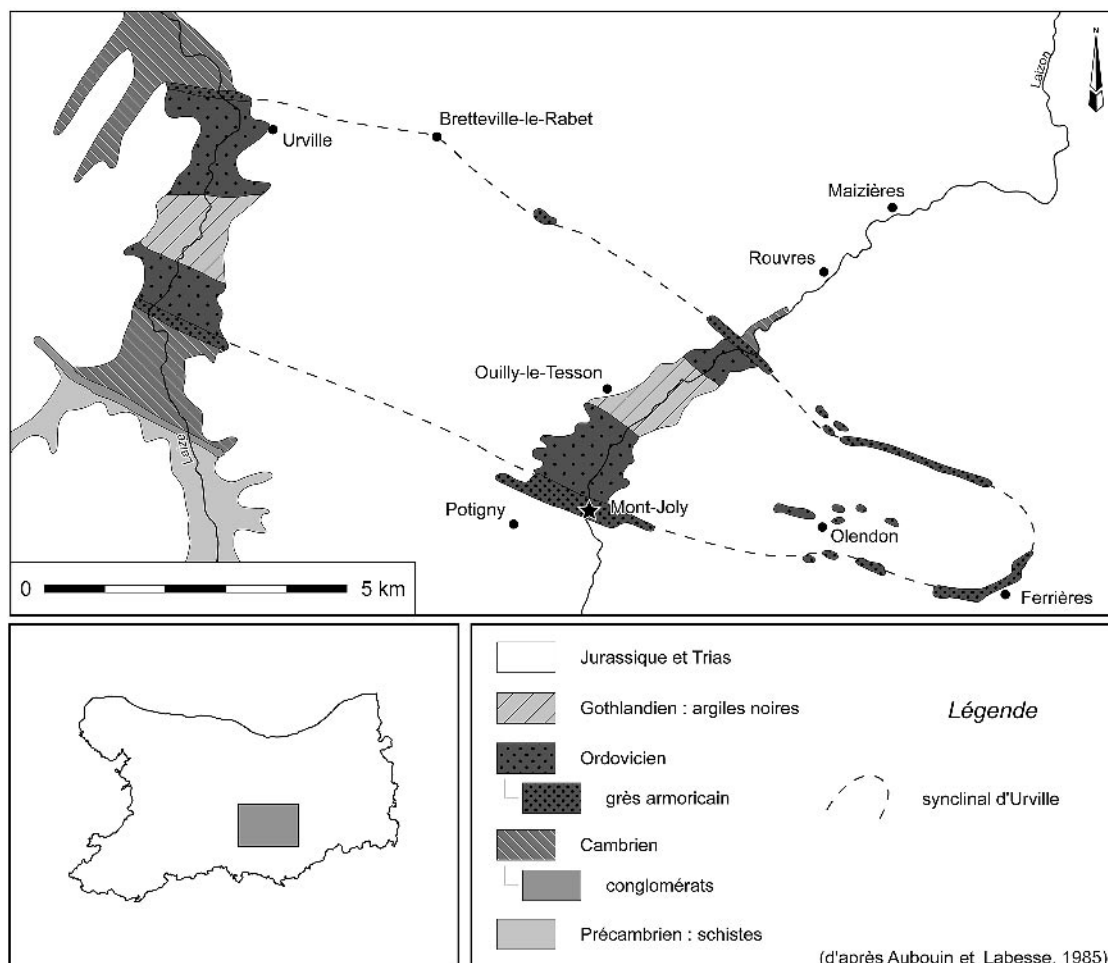 N
Laizon
Bretteville-le-Rabet
Urville
Maizières
Rouvres
Ouilly-le-Tesson
Laize
Potigny
Mont-Joly
Olendon
Ferrières
0
5 km
Jurassique et Trias
Gothlandien : argiles noires
Légende
Ordovicien
grès armoricain
synclinal d'Urville
Cambrien
conglomérats
Précambrien : schistes
(d'après Aubouin et Labesse, 1985)